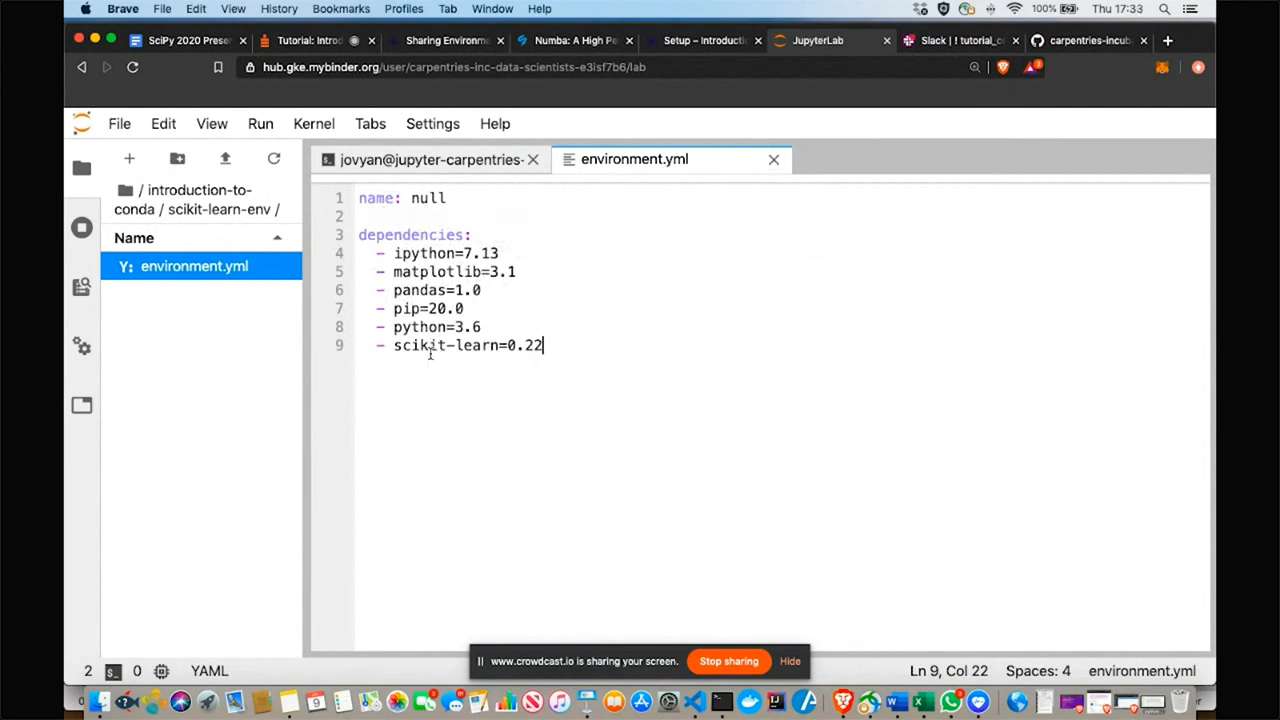 Brave File Edit View History Bookmarks Profiles Tab Window Help 100% Thu 17:33
SciPy 2020 Prese Tutorial: Introd Sharing Environme Numba: A High Pe Setup – Introductio JupyterLab Slack | ! tutorial_c carpentries-incub
hub.gke.mybinder.org/user/carpentries-inc-data-scientists-e3isf7b6/lab
File Edit View Run Kernel Tabs Settings Help
jovyan@jupyter-carpentries- environment.yml
/ introduction-to-
conda / scikit-learn-env /
Name
Y: environment.yml
1 name: null
2
3 dependencies:
4 - ipython=7.13
5 - matplotlib=3.1
6 - pandas=1.0
7 - pip=20.0
8 - python=3.6
9 - scikit-learn=0.22
www.crowdcast.io is sharing your screen. Stop sharing Hide
2 0 YAML Ln 9, Col 22 Spaces: 4 environment.yml